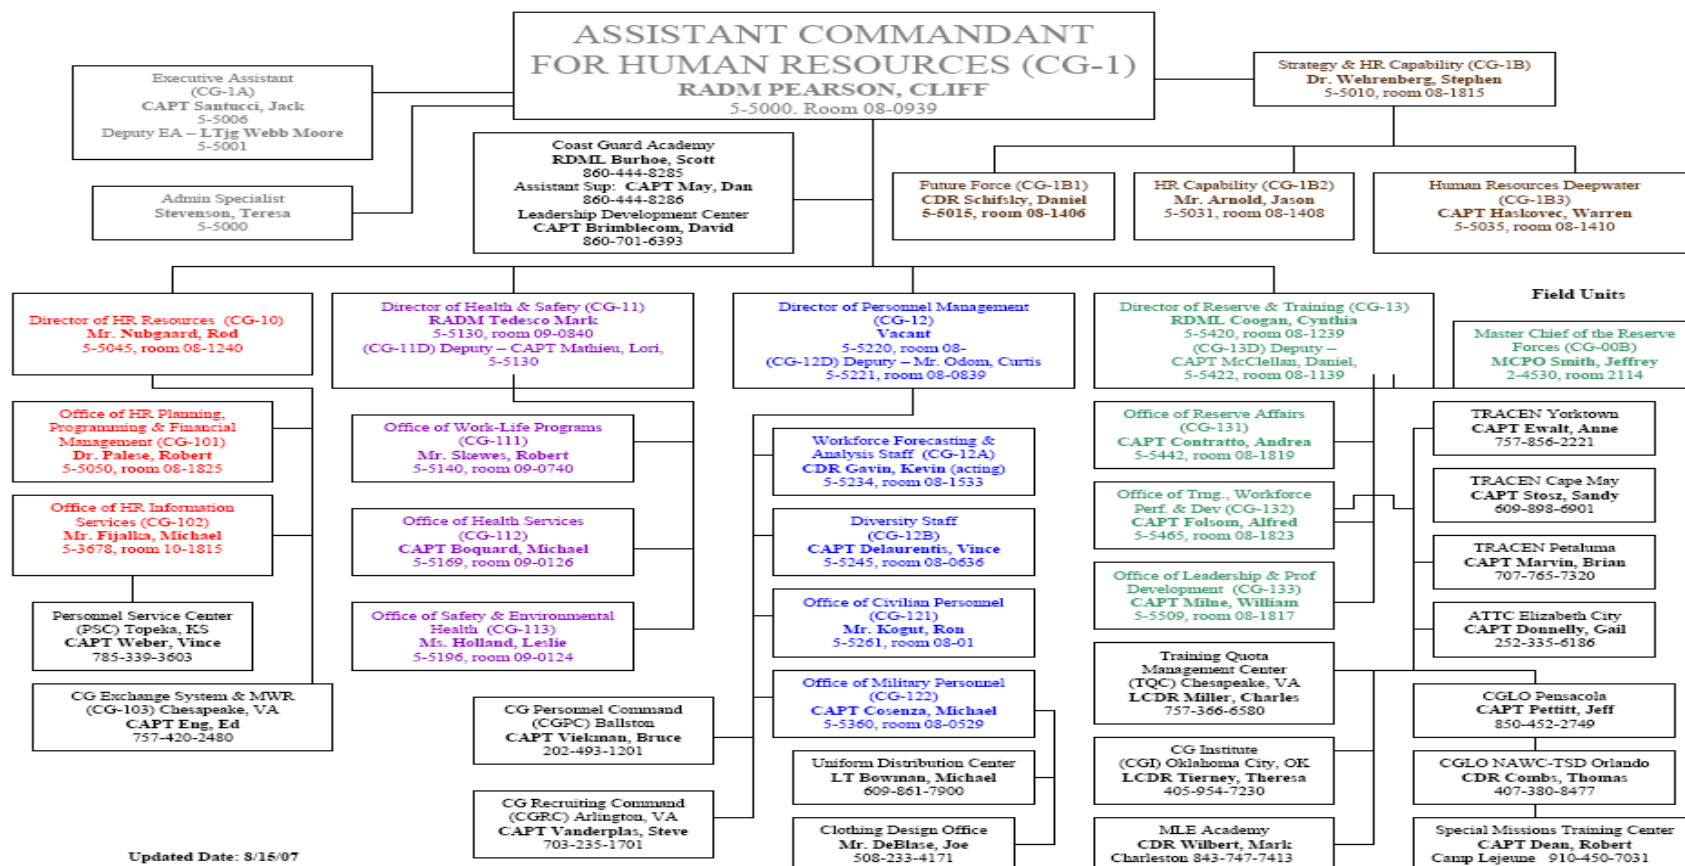 ASSISTANT COMMANDANT
FOR HUMAN RESOURCES (CG-1)
RADM PEARSON, CLIFF
5-5000. Room 08-0939
Executive Assistant
(CG-1A)
CAPT Santucci, Jack
5-5006
Deputy EA – LTjg Webb Moore
5-5001
Admin Specialist
Stevenson, Teresa
5-5000
Coast Guard Academy
RDML Burhoe, Scott
860-444-8285
Assistant Sup: CAPT May, Dan
860-444-8286
Leadership Development Center
CAPT Brimblecom, David
860-701-6393
Strategy & HR Capability (CG-1B)
Dr. Wehrenberg, Stephen
5-5010, room 08-1815
Future Force (CG-1B1)
CDR Schifsky, Daniel
5-5015, room 08-1406
HR Capability (CG-1B2)
Mr. Arnold, Jason
5-5031, room 08-1408
Human Resources Deepwater
(CG-1B3)
CAPT Haskovec, Warren
5-5035, room 08-1410
Director of HR Resources (CG-10)
Mr. Nubgaard, Rod
5-5045, room 08-1240
Office of HR Planning,
Programming & Financial
Management (CG-101)
Dr. Palese, Robert
5-5050, room 08-1825
Office of HR Information
Services (CG-102)
Mr. Fijalka, Michael
5-3678, room 10-1815
Personnel Service Center
(PSC) Topeka, KS
CAPT Weber, Vince
785-339-3603
CG Exchange System & MWR
(CG-103) Chesapeake, VA
CAPT Eng, Ed
757-420-2480
Director of Health & Safety (CG-11)
RADM Tedesco Mark
5-5130, room 09-0840
(CG-11D) Deputy – CAPT Mathieu, Lori,
5-5130
Office of Work-Life Programs
(CG-111)
Mr. Skewes, Robert
5-5140, room 09-0740
Office of Health Services
(CG-112)
CAPT Boquard, Michael
5-5169, room 09-0126
Office of Safety & Environmental
Health (CG-113)
Ms. Holland, Leslie
5-5196, room 09-0124
Director of Personnel Management
(CG-12)
Vacant
5-5220, room 08-
(CG-12D) Deputy – Mr. Odom, Curtis
5-5221, room 08-0839
Workforce Forecasting &
Analysis Staff (CG-12A)
CDR Gavin, Kevin (acting)
5-5234, room 08-1533
Diversity Staff
(CG-12B)
CAPT Delaurentis, Vince
5-5245, room 08-0636
Office of Civilian Personnel
(CG-121)
Mr. Kogut, Ron
5-5261, room 08-01
Office of Military Personnel
(CG-122)
CAPT Cosenza, Michael
5-5360, room 08-0529
CG Personnel Command
(CGPC) Ballston
CAPT Viekman, Bruce
202-493-1201
CG Recruiting Command
(CGRC) Arlington, VA
CAPT Vanderplas, Steve
703-235-1701
Uniform Distribution Center
LT Bowman, Michael
609-861-7900
Clothing Design Office
Mr. DeBlase, Joe
508-233-4171
Director of Reserve & Training (CG-13)
RDML Coogan, Cynthia
5-5420, room 08-1239
(CG-13D) Deputy –
CAPT McClellan, Daniel,
5-5422, room 08-1139
Office of Reserve Affairs
(CG-131)
CAPT Contratto, Andrea
5-5442, room 08-1819
Office of Trng., Workforce
Perf. & Dev (CG-132)
CAPT Folsom, Alfred
5-5465, room 08-1823
Office of Leadership & Prof
Development (CG-133)
CAPT Milne, William
5-5509, room 08-1817
Training Quota
Management Center
(TQC) Chesapeake, VA
LCDR Miller, Charles
757-366-6580
CG Institute
(CGI) Oklahoma City, OK
LCDR Tierney, Theresa
405-954-7230
MLE Academy
CDR Wilbert, Mark
Charleston 843-747-7413
Field Units
Master Chief of the Reserve
Forces (CG-00B)
MCPO Smith, Jeffrey
2-4530, room 2114
TRACEN Yorktown
CAPT Ewalt, Anne
757-856-2221
TRACEN Cape May
CAPT Stosz, Sandy
609-898-6901
TRACEN Petaluma
CAPT Marvin, Brian
707-765-7320
ATTC Elizabeth City
CAPT Donnelly, Gail
252-335-6186
CGLO Pensacola
CAPT Pettitt, Jeff
850-452-2749
CGLO NAWC-TSD Orlando
CDR Combs, Thomas
407-380-8477
Special Missions Training Center
CAPT Dean, Robert
Camp Lejeune 910-450-7031
Updated Date: 8/15/07